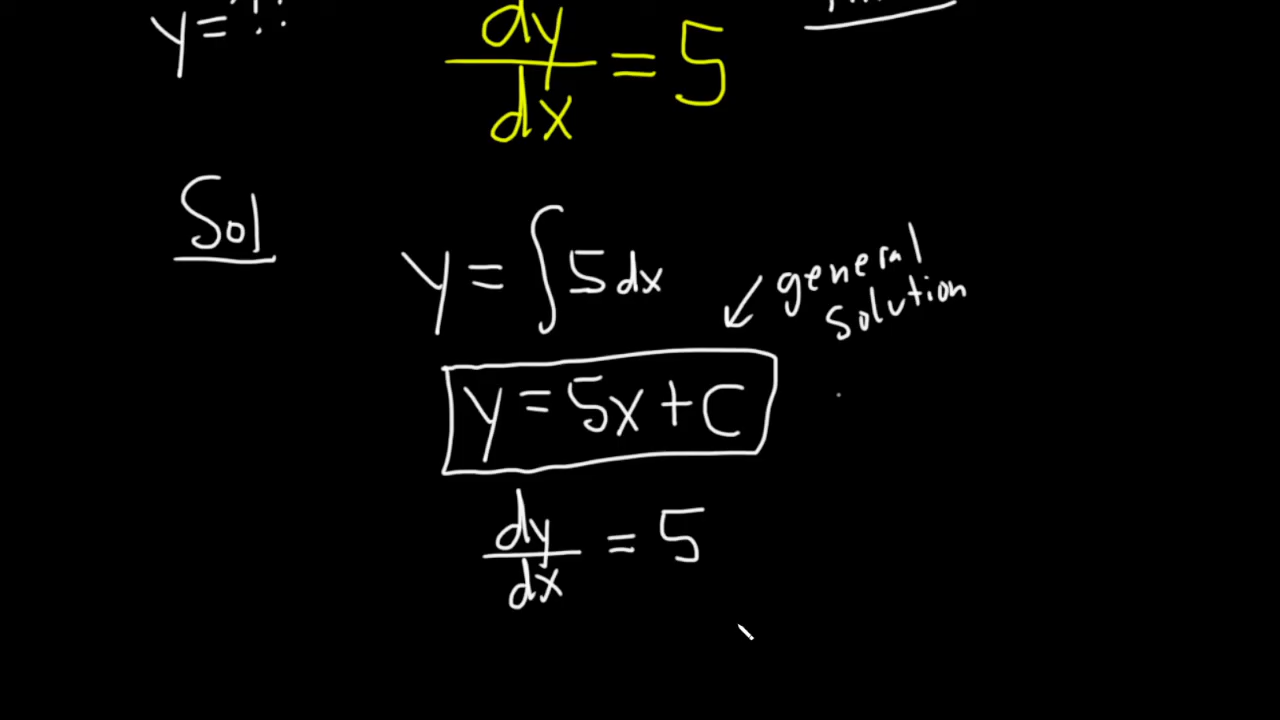 y = ?!?
dy/dx = 5
Sol
y = ∫ 5 dx
general
solution
y = 5x + C
dy/dx = 5